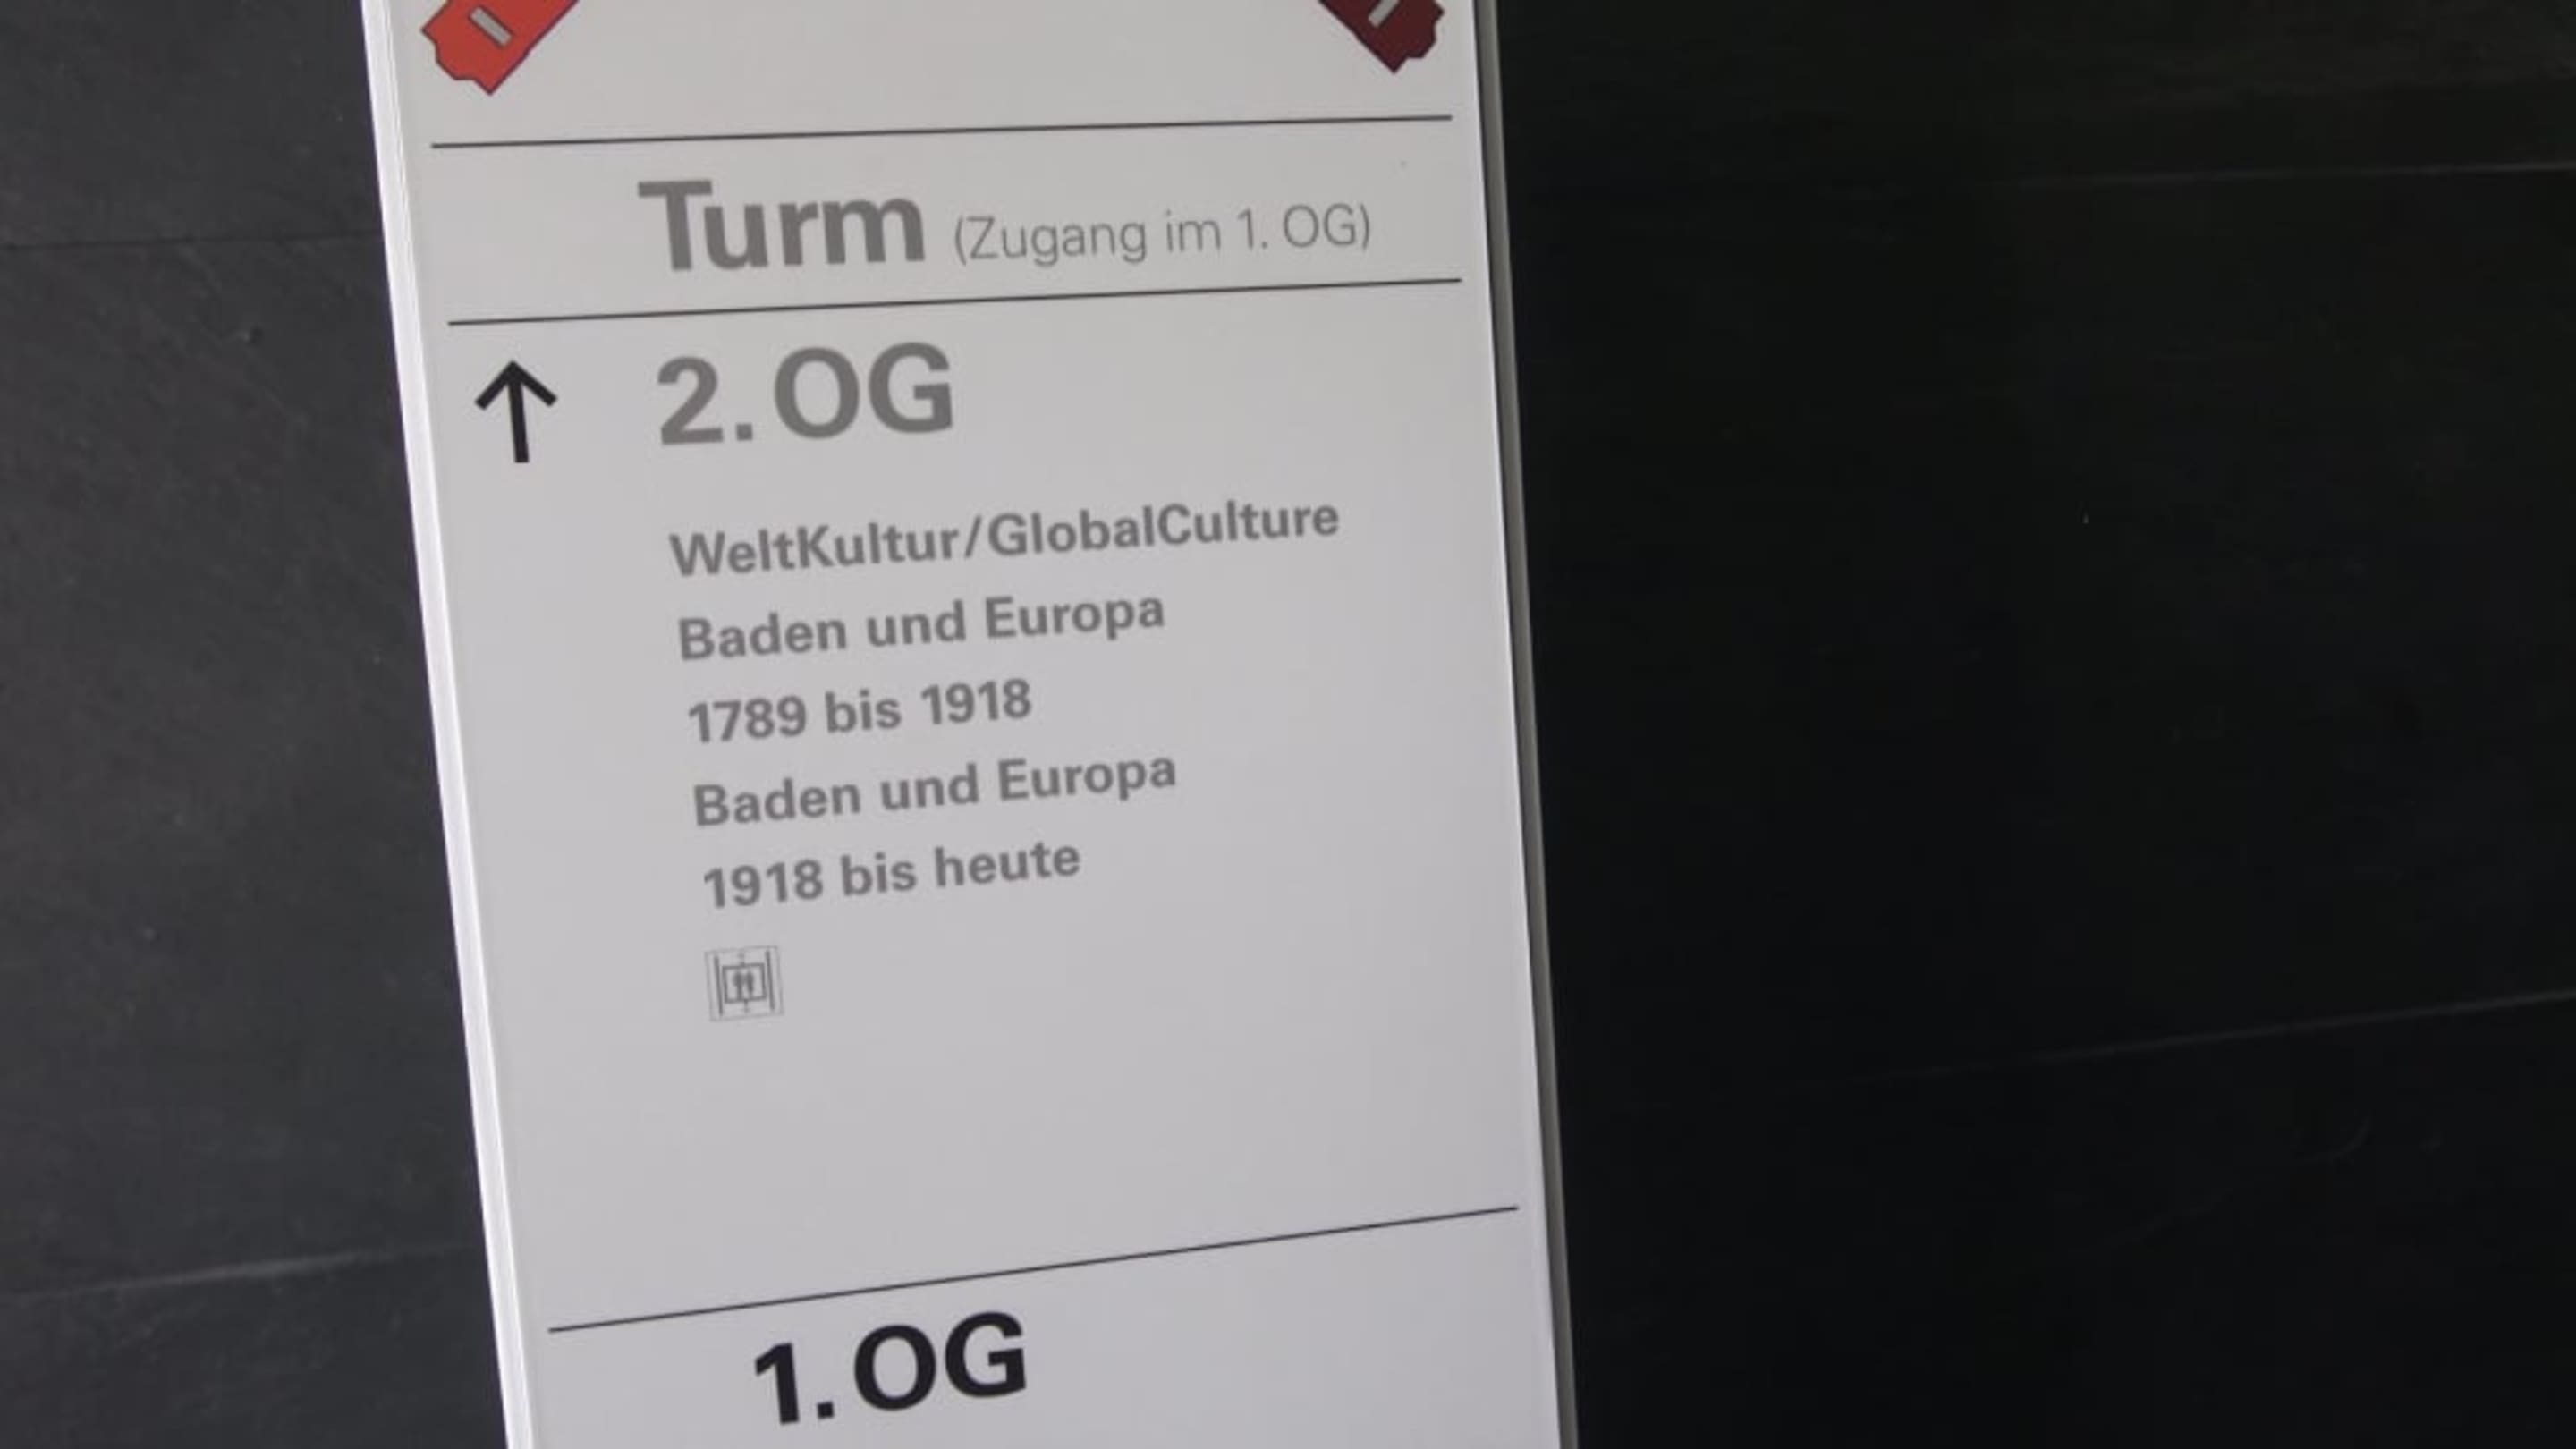 Turm (Zugang im 1. OG)
2. OG
WeltKultur/GlobalCulture
Baden und Europa
1789 bis 1918
Baden und Europa
1918 bis heute
1. OG